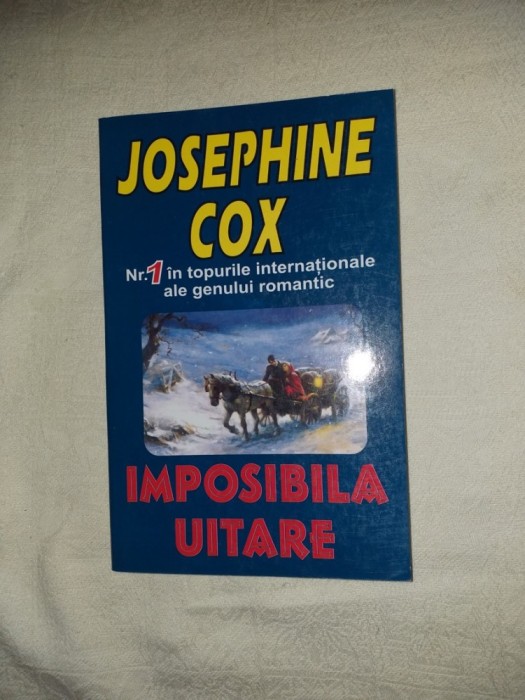 JOSEPHINE
COX
Nr.1 în topurile internaționale
ale genului romantic
IMPOSIBILA
UITARE